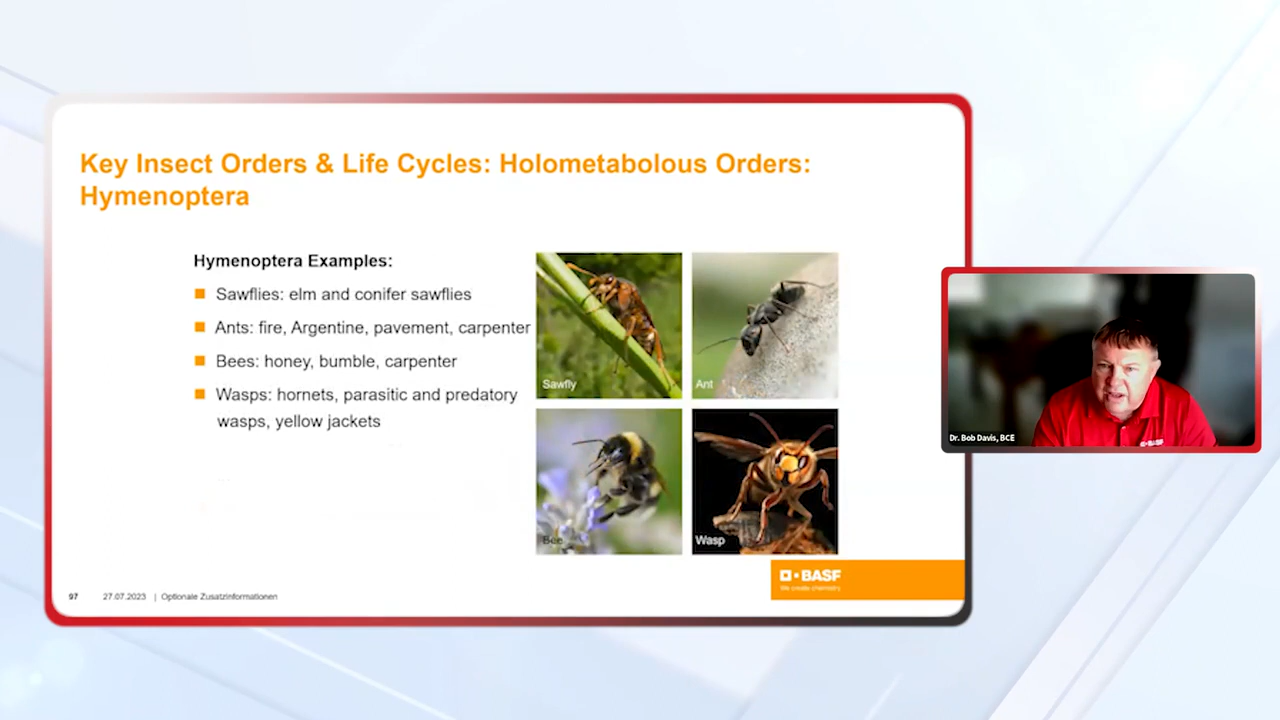 Key Insect Orders & Life Cycles: Holometabolous Orders:
Hymenoptera
Hymenoptera Examples:
Sawflies: elm and conifer sawflies
Ants: fire, Argentine, pavement, carpenter
Bees: honey, bumble, carpenter
Wasps: hornets, parasitic and predatory
wasps, yellow jackets
Sawfly
Ant
Bee
Wasp
BASF
We create chemistry
97 27.07.2023 | Optionale Zusatzinformationen
Dr. Bob Davis, BCE
BASF